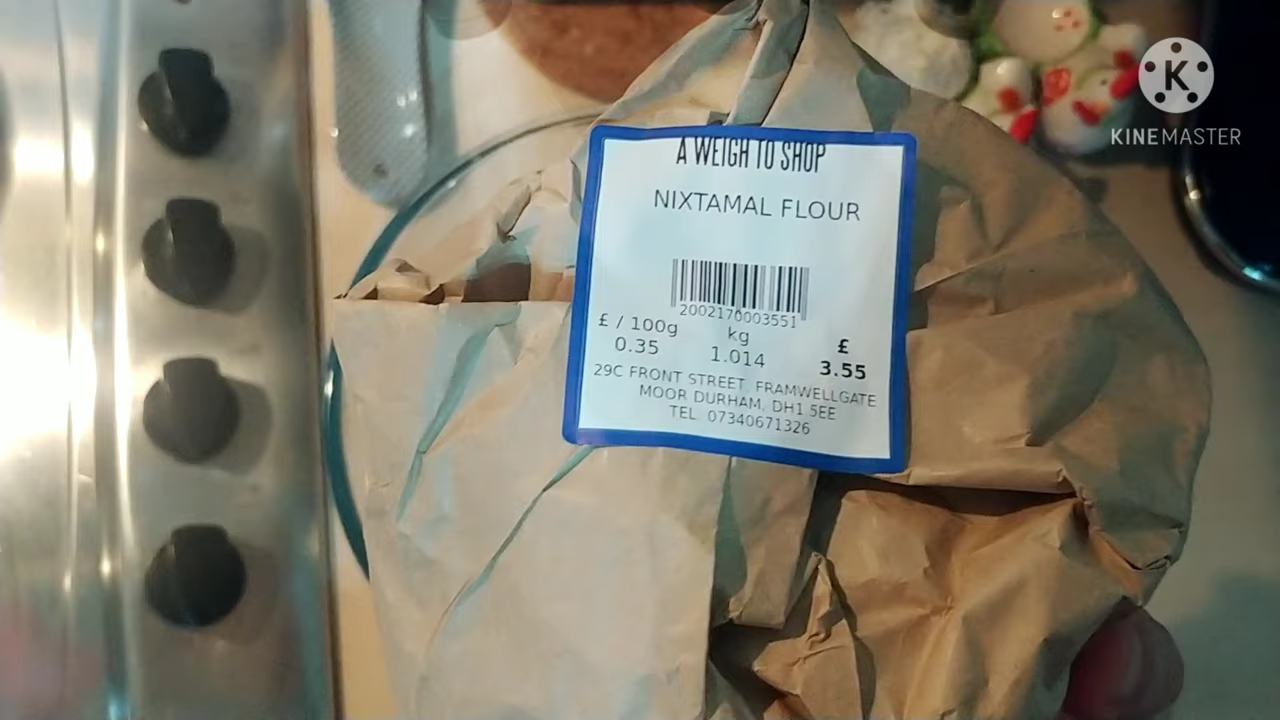 A WEIGH TO SHOP
NIXTAMAL FLOUR
2002170003551
£ / 100g kg £
0.35 1.014 3.55
29C FRONT STREET, FRAMWELLGATE
MOOR DURHAM, DH1 5EE
TEL 07340671326
K
KINEMASTER